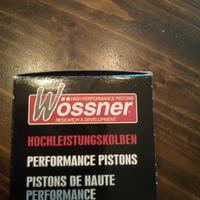 HIGH PERFORMANCE PISTONS
Wössner®
RESEARCH & DEVELOPMENT
HOCHLEISTUNGSKOLBEN
PERFORMANCE PISTONS
PISTONS DE HAUTE
PERFORMANCE